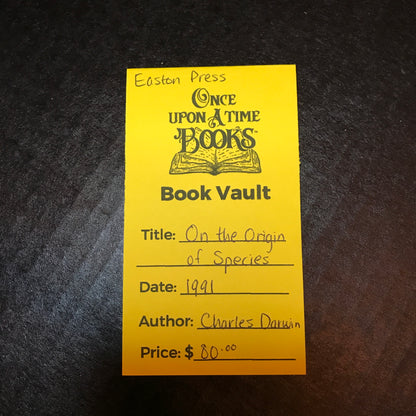 Easton Press
ONCE
UPON A TIME
BOOKS
Book Vault
Title: On the Origin
of Species
Date: 1991
Author: Charles Darwin
Price: $ 80.00